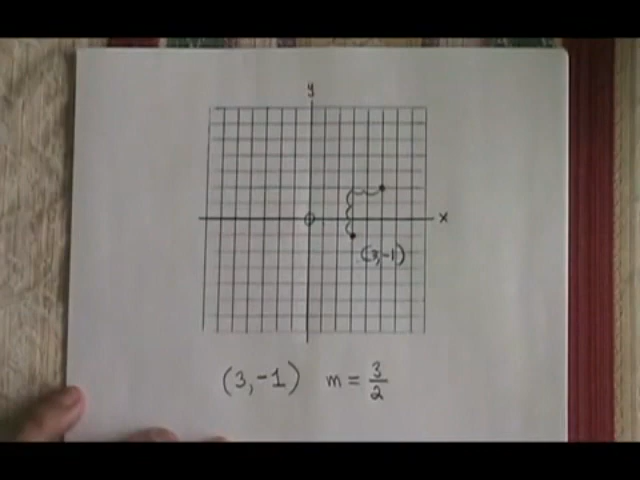 y
x
(3,-1)
(3,-1) m = 3/2